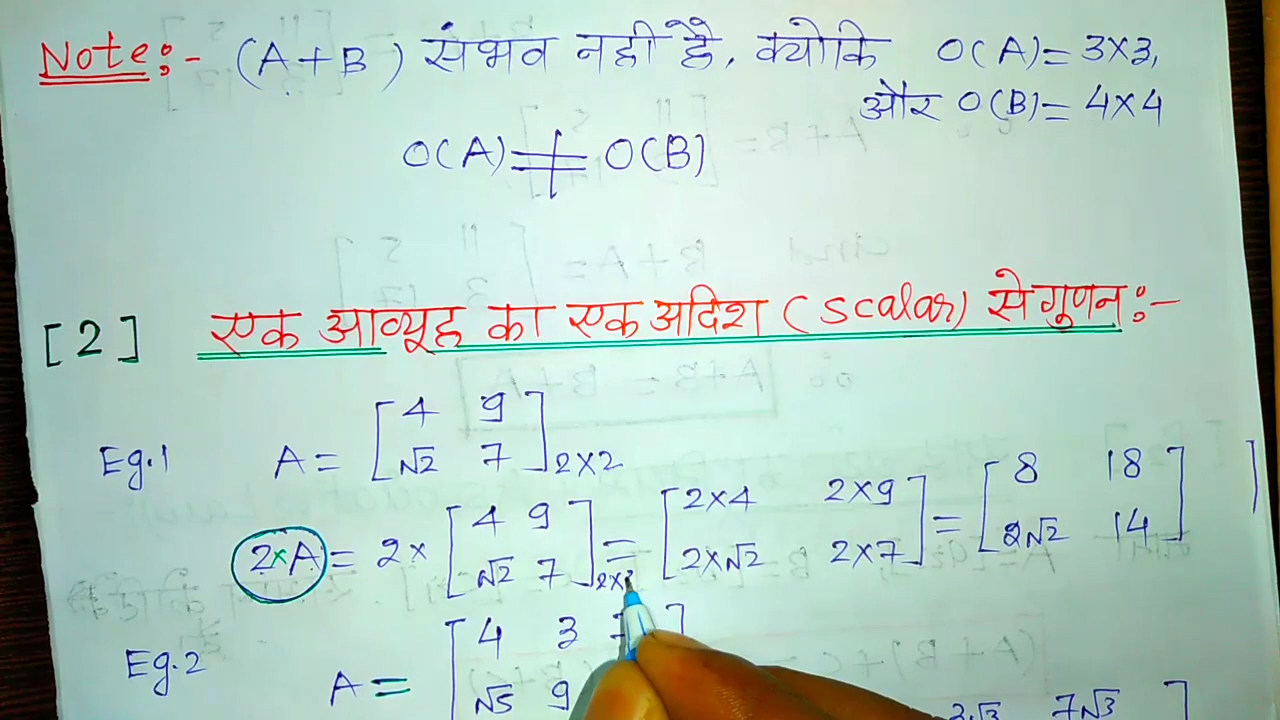 Note:- (A+B) संभव नहीं है, क्योकि O(A)= 3×3,
और O(B)= 4×4
O(A) ≠ O(B)
[2] एक आव्यूह का एक अदिश (scalar) से गुणन:-
Eg.1 A = [4 9
√2 7]2×2
2×A = 2× [4 9
√2 7]2×2 = [2×4 2×9
2×√2 2×7] = [8 18
2√2 14]
Eg.2 A = [4 3
√5 9
7√3